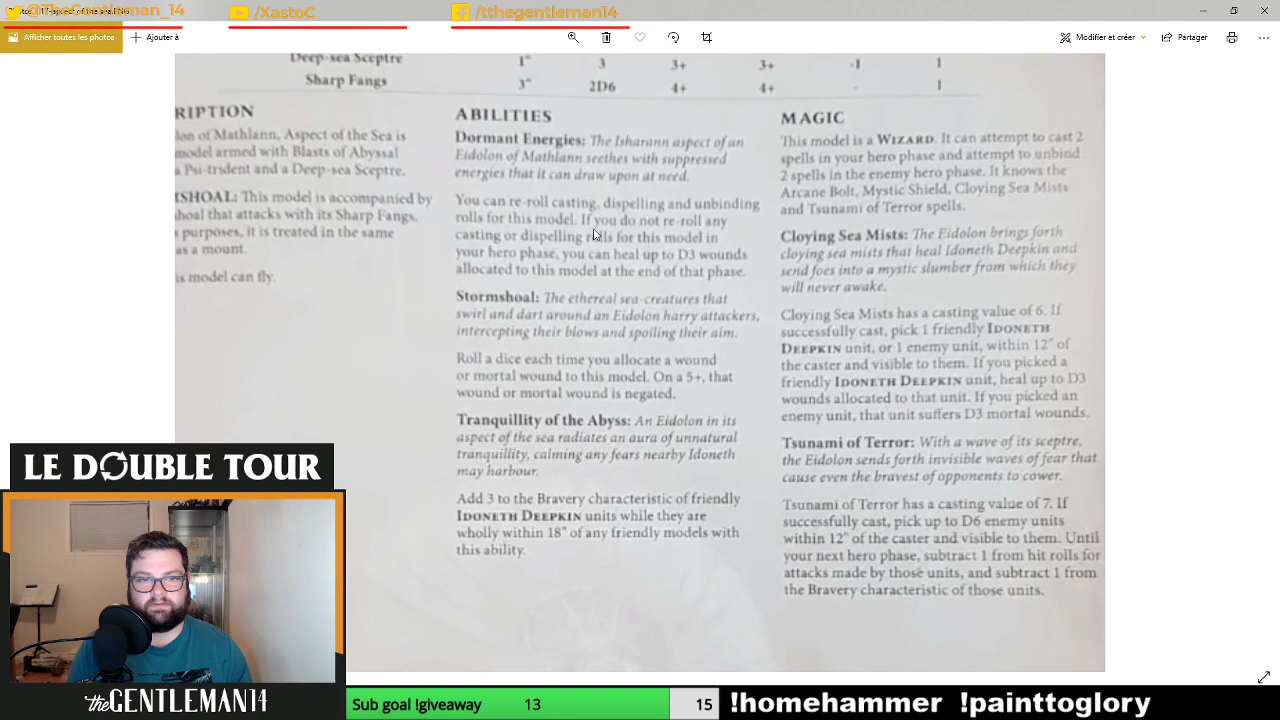 @TheGentleman_14
/XastoC
/tthegentleman14
Afficher toutes les photos
Ajouter à
Modifier et créer
Partager
Deep-sea Sceptre 1" 3 3+ 3+ -1 1
Sharp Fangs 3" 2D6 4+ 4+ - 1
RIPTION
lon of Mathlann, Aspect of the Sea is
model armed with Blasts of Abyssal
a Psi-trident and a Deep-sea Sceptre.
MSHOAL: This model is accompanied by
shoal that attacks with its Sharp Fangs.
s purposes, it is treated in the same
as a mount.
is model can fly.
ABILITIES
Dormant Energies: The Isharann aspect of an
Eidolon of Mathlann seethes with suppressed
energies that it can draw upon at need.
You can re-roll casting, dispelling and unbinding
rolls for this model. If you do not re-roll any
casting or dispelling rolls for this model in
your hero phase, you can heal up to D3 wounds
allocated to this model at the end of that phase.
Stormshoal: The ethereal sea-creatures that
swirl and dart around an Eidolon harry attackers,
intercepting their blows and spoiling their aim.
Roll a dice each time you allocate a wound
or mortal wound to this model. On a 5+, that
wound or mortal wound is negated.
Tranquillity of the Abyss: An Eidolon in its
aspect of the sea radiates an aura of unnatural
tranquillity, calming any fears nearby Idoneth
may harbour.
Add 3 to the Bravery characteristic of friendly
IDONETH DEEPKIN units while they are
wholly within 18" of any friendly models with
this ability.
MAGIC
This model is a WIZARD. It can attempt to cast 2
spells in your hero phase and attempt to unbind
2 spells in the enemy hero phase. It knows the
Arcane Bolt, Mystic Shield, Cloying Sea Mists
and Tsunami of Terror spells.
Cloying Sea Mists: The Eidolon brings forth
cloying sea mists that heal Idoneth Deepkin and
send foes into a mystic slumber from which they
will never awake.
Cloying Sea Mists has a casting value of 6. If
successfully cast, pick 1 friendly IDONETH
DEEPKIN unit, or 1 enemy unit, within 12" of
the caster and visible to them. If you picked a
friendly IDONETH DEEPKIN unit, heal up to D3
wounds allocated to that unit. If you picked an
enemy unit, that unit suffers D3 mortal wounds.
Tsunami of Terror: With a wave of its sceptre,
the Eidolon sends forth invisible waves of fear that
cause even the bravest of opponents to cower.
Tsunami of Terror has a casting value of 7. If
successfully cast, pick up to D6 enemy units
within 12" of the caster and visible to them. Until
your next hero phase, subtract 1 from hit rolls for
attacks made by those units, and subtract 1 from
the Bravery characteristic of those units.
LE DOUBLE TOUR
theGENTLEMAN14
Sub goal !giveaway 13 15
!homehammer !painttoglory